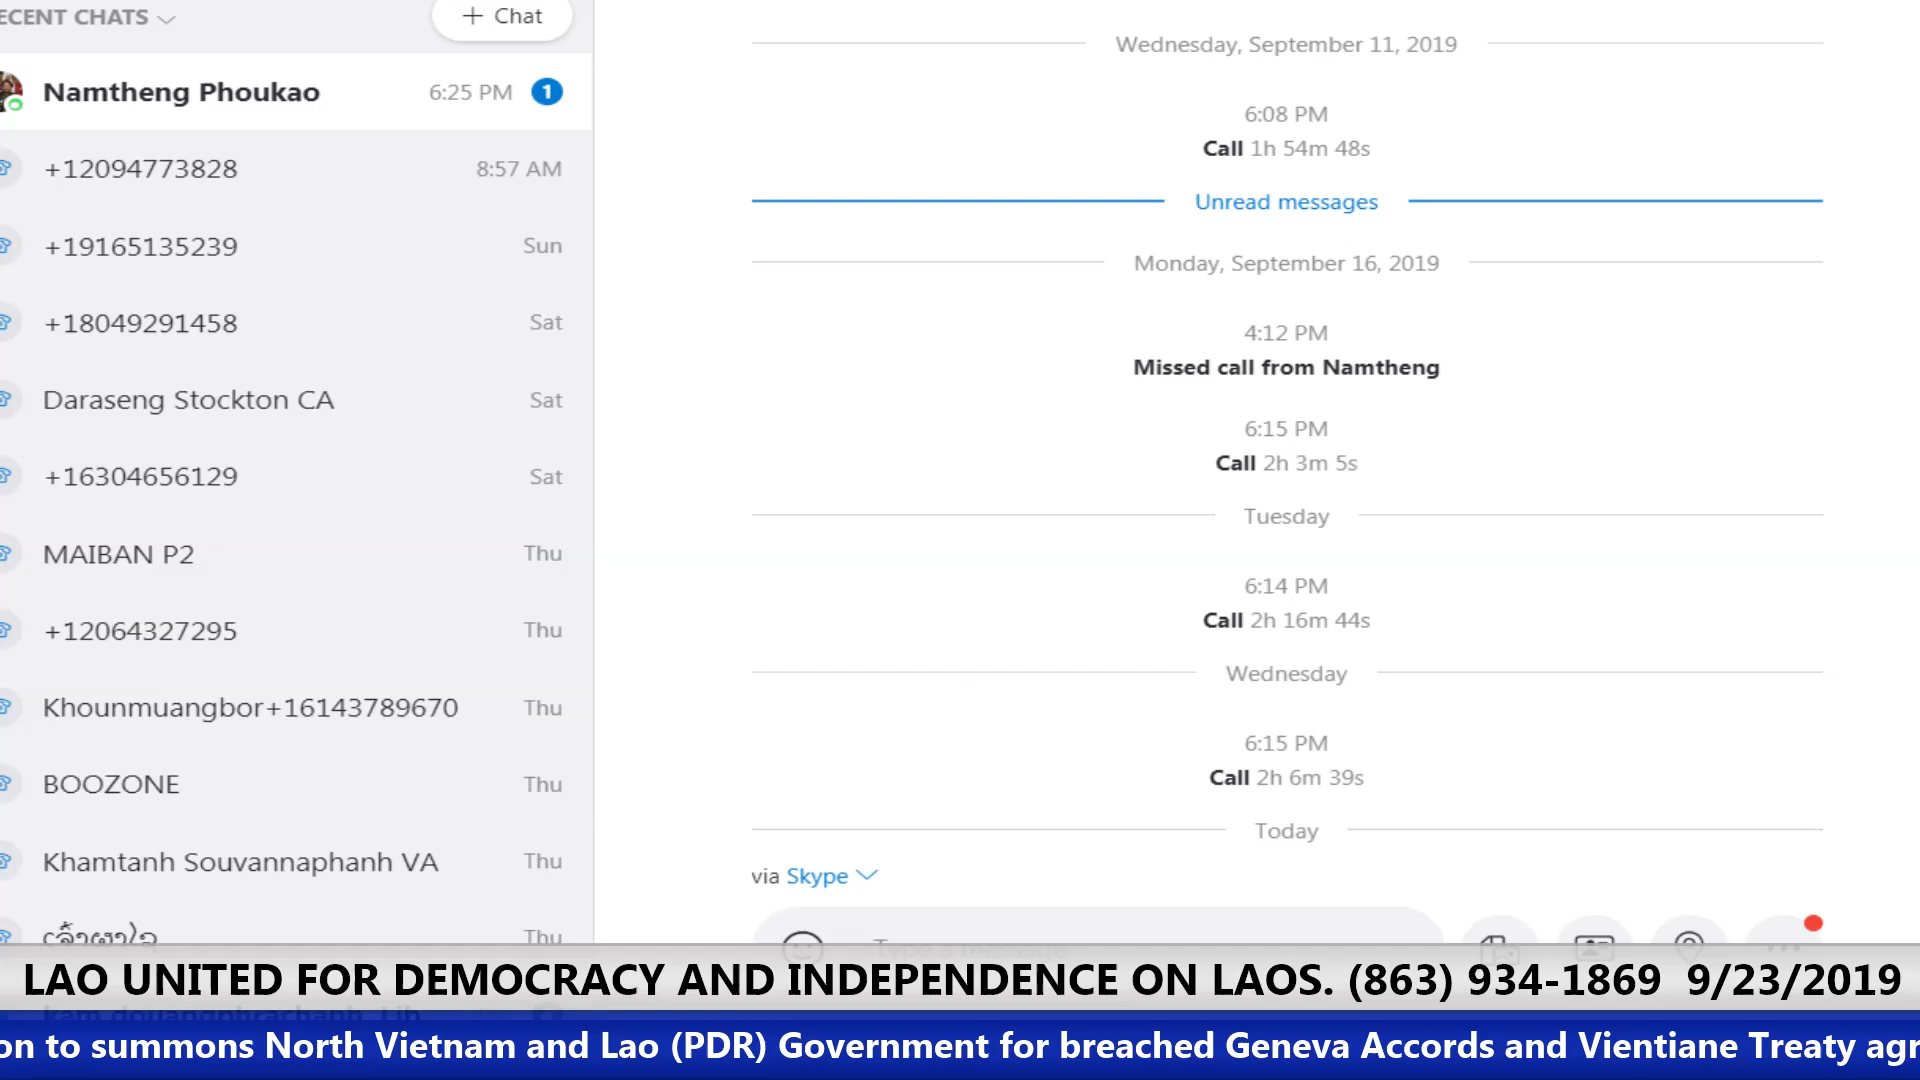 ECENT CHATS
+ Chat
Namtheng Phoukao 6:25 PM 1
+12094773828 8:57 AM
+19165135239 Sun
+18049291458 Sat
Daraseng Stockton CA Sat
+16304656129 Sat
MAIBAN P2 Thu
+12064327295 Thu
Khounmuangbor+16143789670 Thu
BOOZONE Thu
Khamtanh Souvannaphanh VA Thu
Thu
Wednesday, September 11, 2019
6:08 PM
Call 1h 54m 48s
Unread messages
Monday, September 16, 2019
4:12 PM
Missed call from Namtheng
6:15 PM
Call 2h 3m 5s
Tuesday
6:14 PM
Call 2h 16m 44s
Wednesday
6:15 PM
Call 2h 6m 39s
Today
via Skype
Type a message
LAO UNITED FOR DEMOCRACY AND INDEPENDENCE ON LAOS. (863) 934-1869 9/23/2019
on to summons North Vietnam and Lao (PDR) Government for breached Geneva Accords and Vientiane Treaty agr